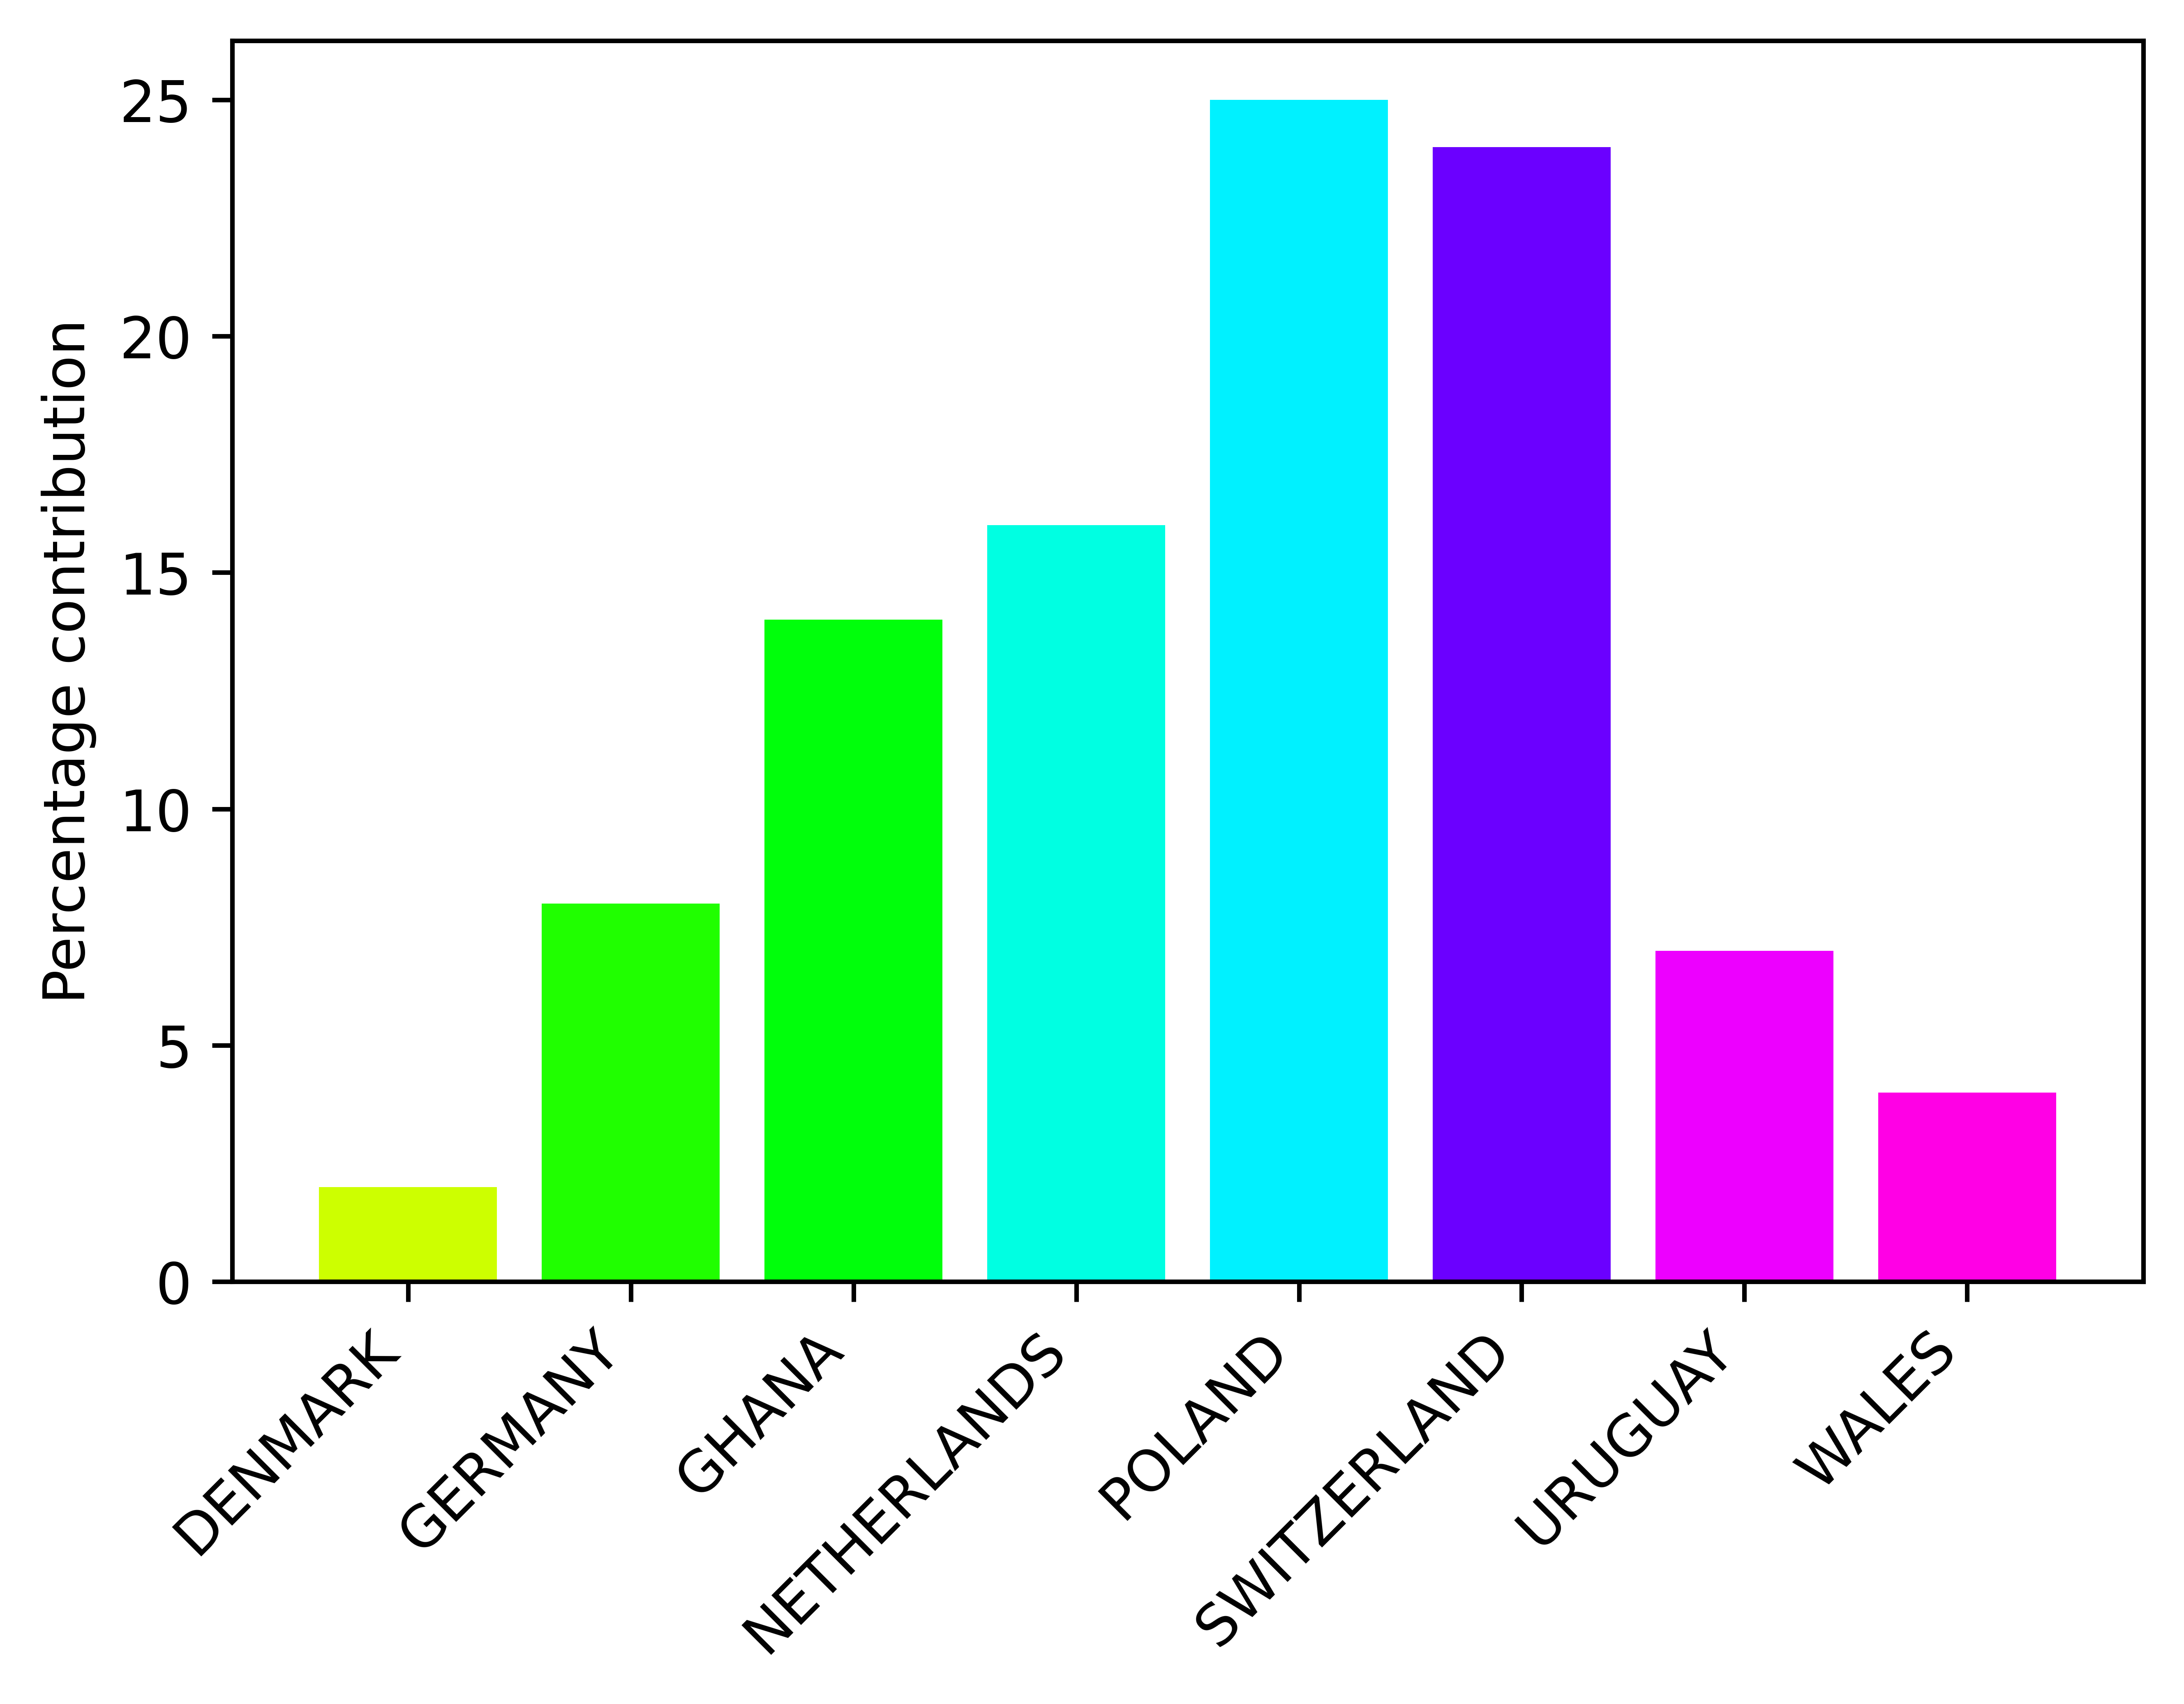 Percentage contribution
25
20
15
10
5
0
DENMARK
GERMANY
GHANA
NETHERLANDS
POLAND
SWITZERLAND
URUGUAY
WALES